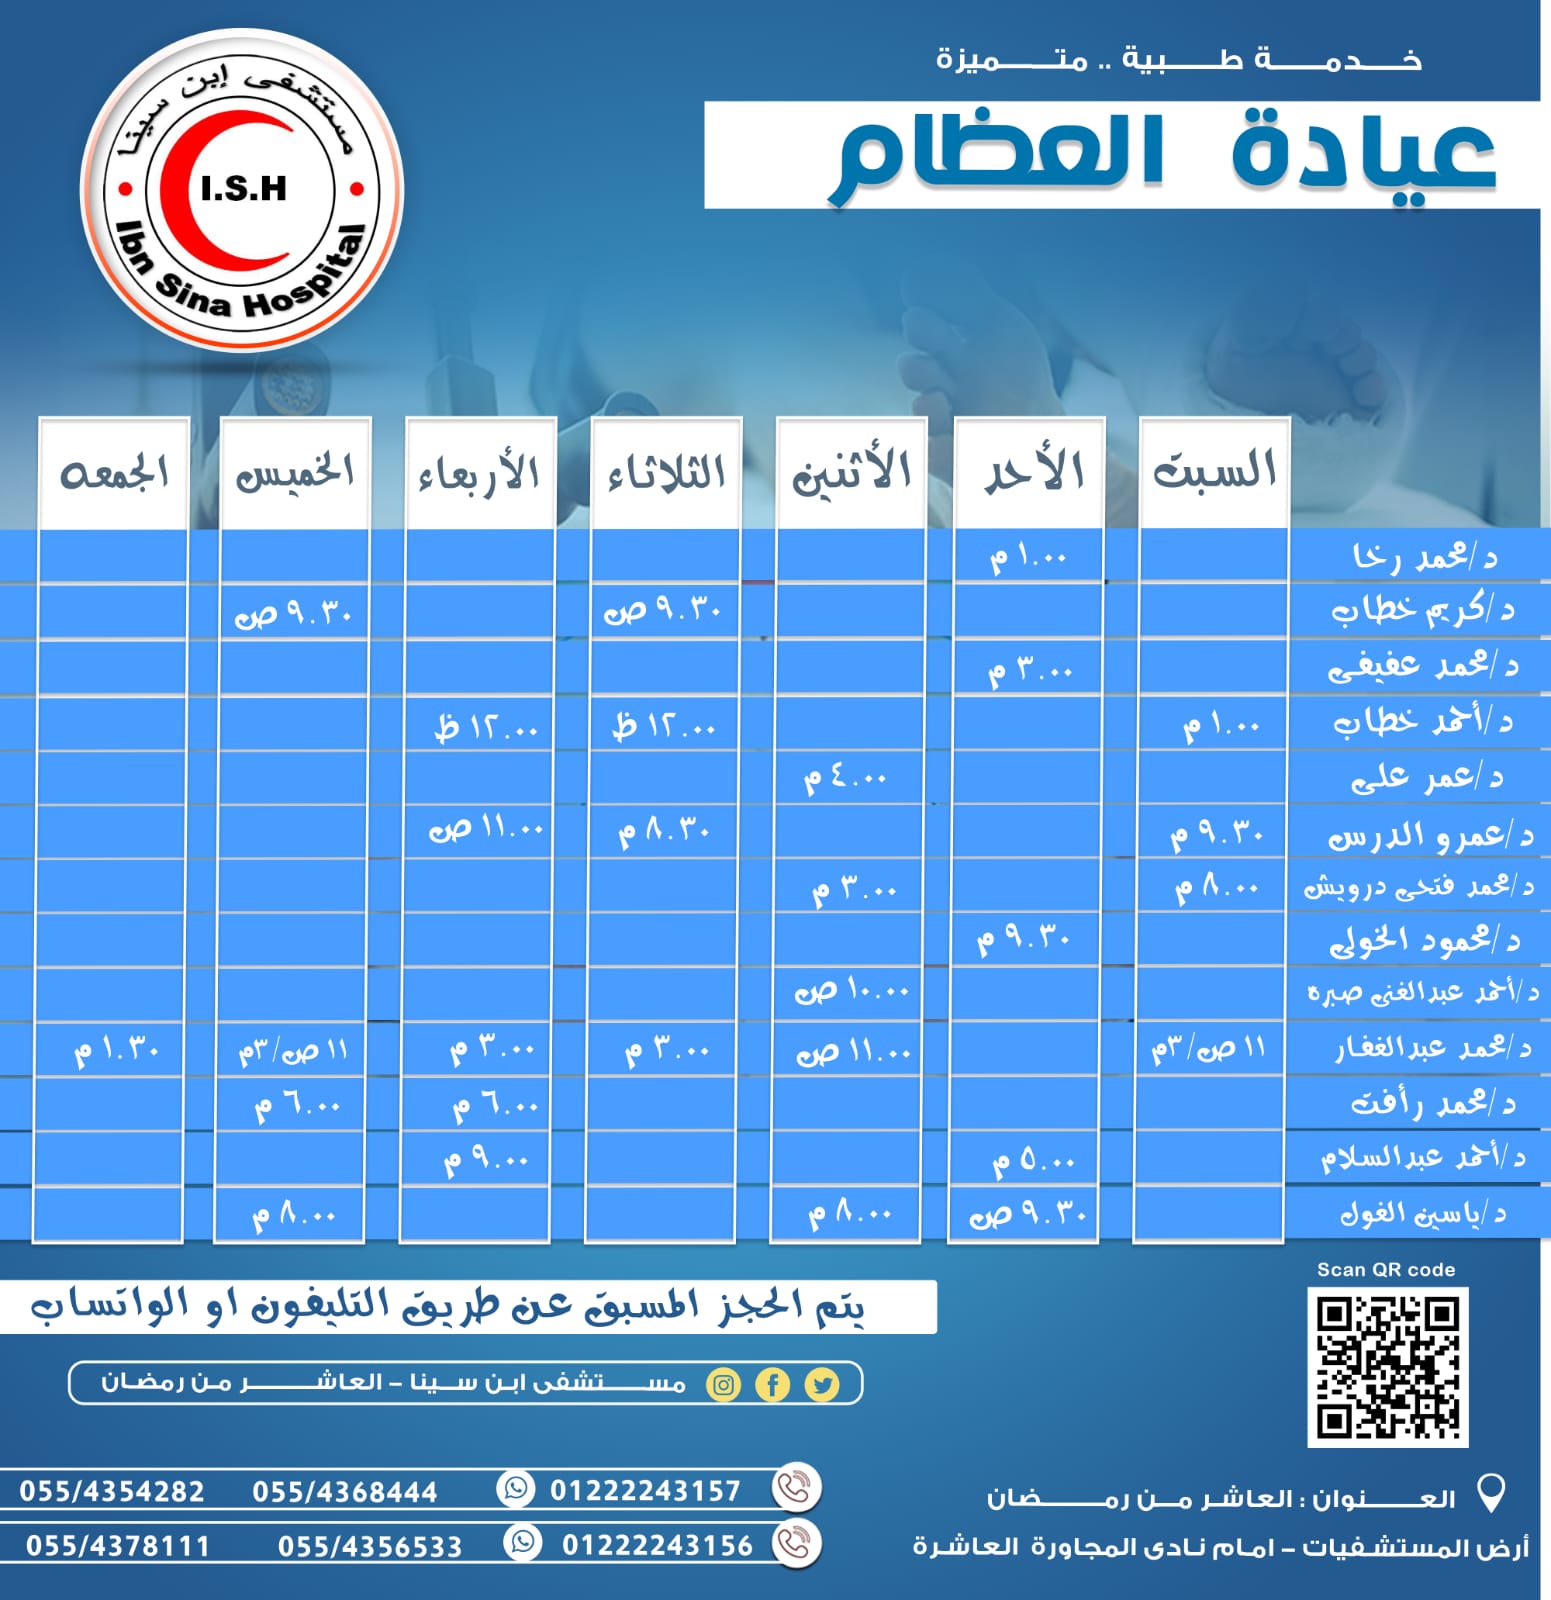 خدمة طبية .. متميزة
عيادة العظام
مستشفى إبن سينا
I.S.H
Ibn Sina Hospital
السبت الأحد الأثنين الثلاثاء الأربعاء الخميس الجمعه
د/محمد رخا ١.٠٠ م
د/كريم خطاب ٩.٣٠ ص ٩.٣٠ ص
د/محمد عفيفى ٣.٠٠ م
د/أحمد خطاب ١.٠٠ م ١٢.٠٠ ظ ١٢.٠٠ ظ
د/عمر على ٤.٠٠ م
د/عمرو الدرس ٩.٣٠ م ٨.٣٠ م ١١.٠٠ ص
د/محمد فتحى درويش ٨.٠٠ م ٣.٠٠ م
د/محمود الخولى ٩.٣٠ م
د/أحمد عبدالغنى صبره ١٠.٠٠ ص
د/محمد عبدالغفار ١١ ص/٣م ١١.٠٠ ص ٣.٠٠ م ٣.٠٠ م ١١ ص/٣م ١.٣٠ م
د/محمد رأفت ٦.٠٠ م ٦.٠٠ م
د/أحمد عبدالسلام ٥.٠٠ م ٩.٠٠ م
د/ياسين الغول ٩.٣٠ ص ٨.٠٠ م ٨.٠٠ م
Scan QR code
يتم الحجز المسبق عن طريق التليفون او الواتساب
مستشفى ابن سينا - العاشر من رمضان
العنوان : العاشر من رمضان
أرض المستشفيات - امام نادى المجاورة العاشرة
01222243157 055/4368444 055/4354282
01222243156 055/4356533 055/4378111